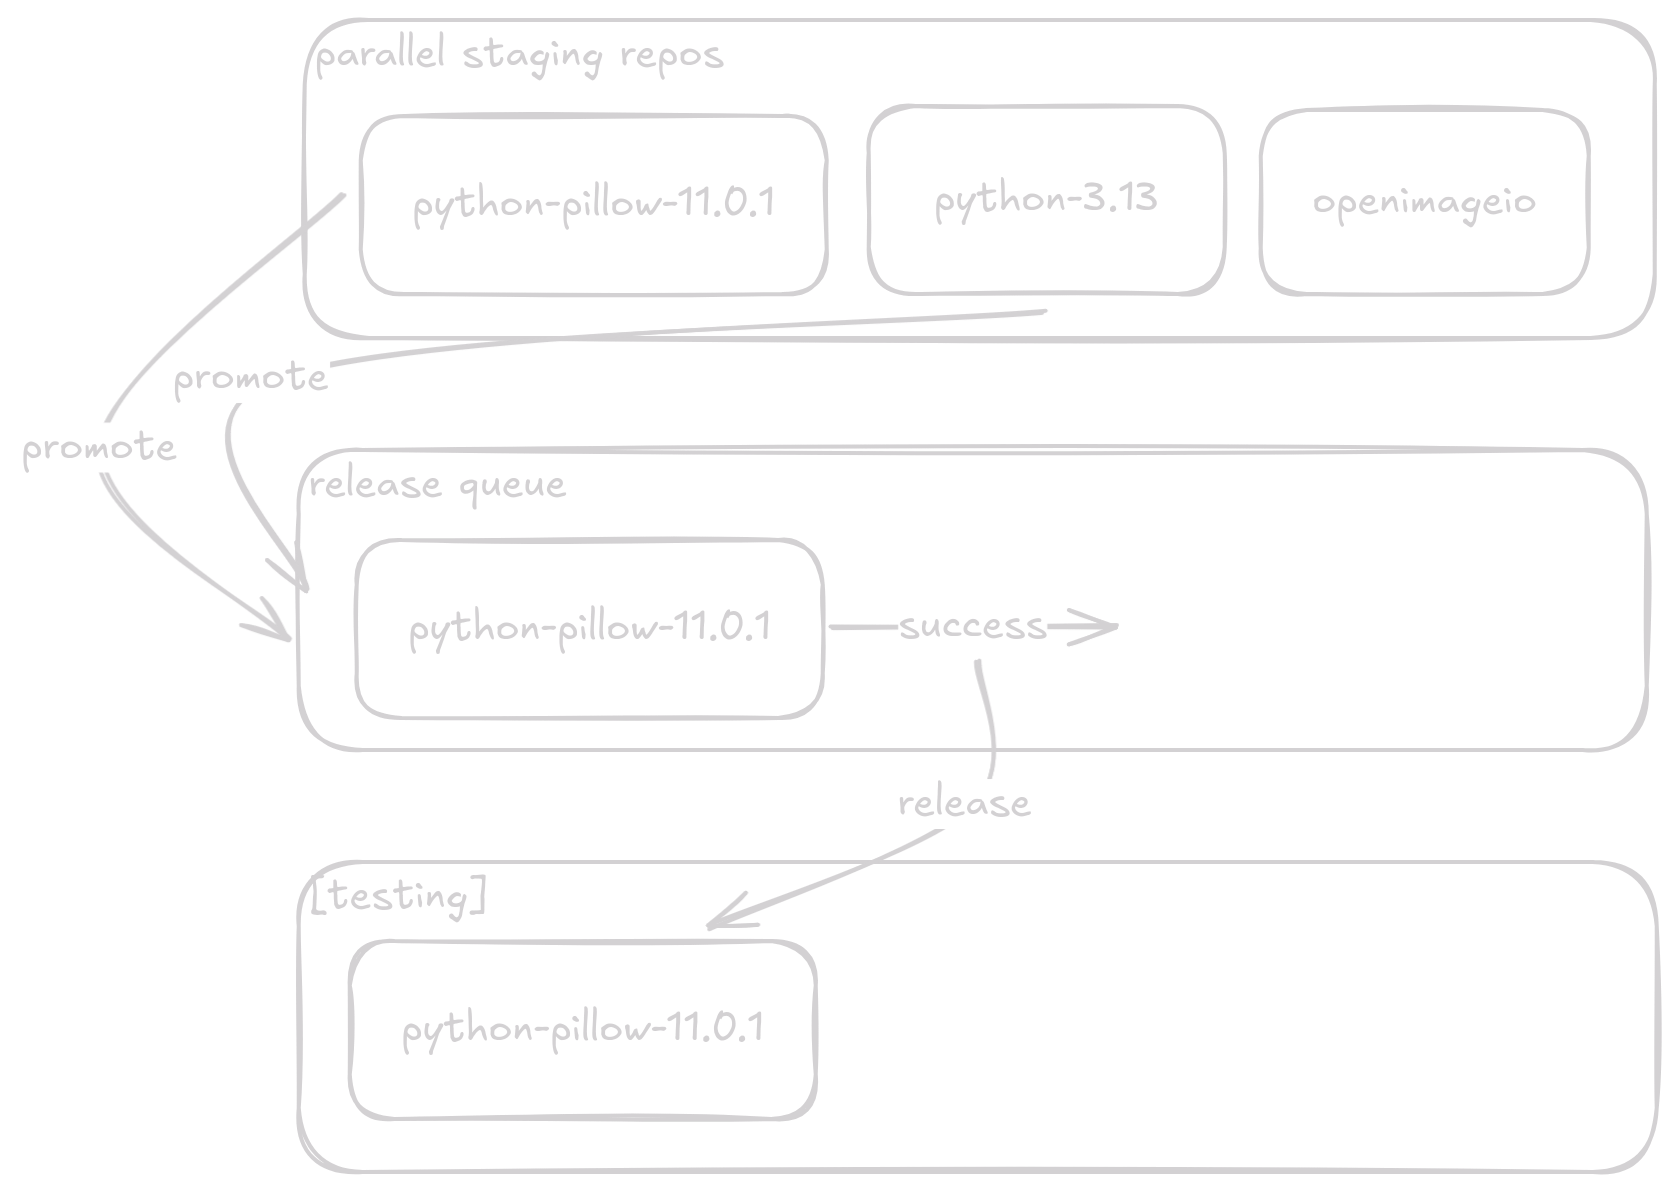 parallel staging repos
python-pillow-11.0.1
python-3.13
openimageio
promote
promote
release queue
python-pillow-11.0.1
success
release
[testing]
python-pillow-11.0.1